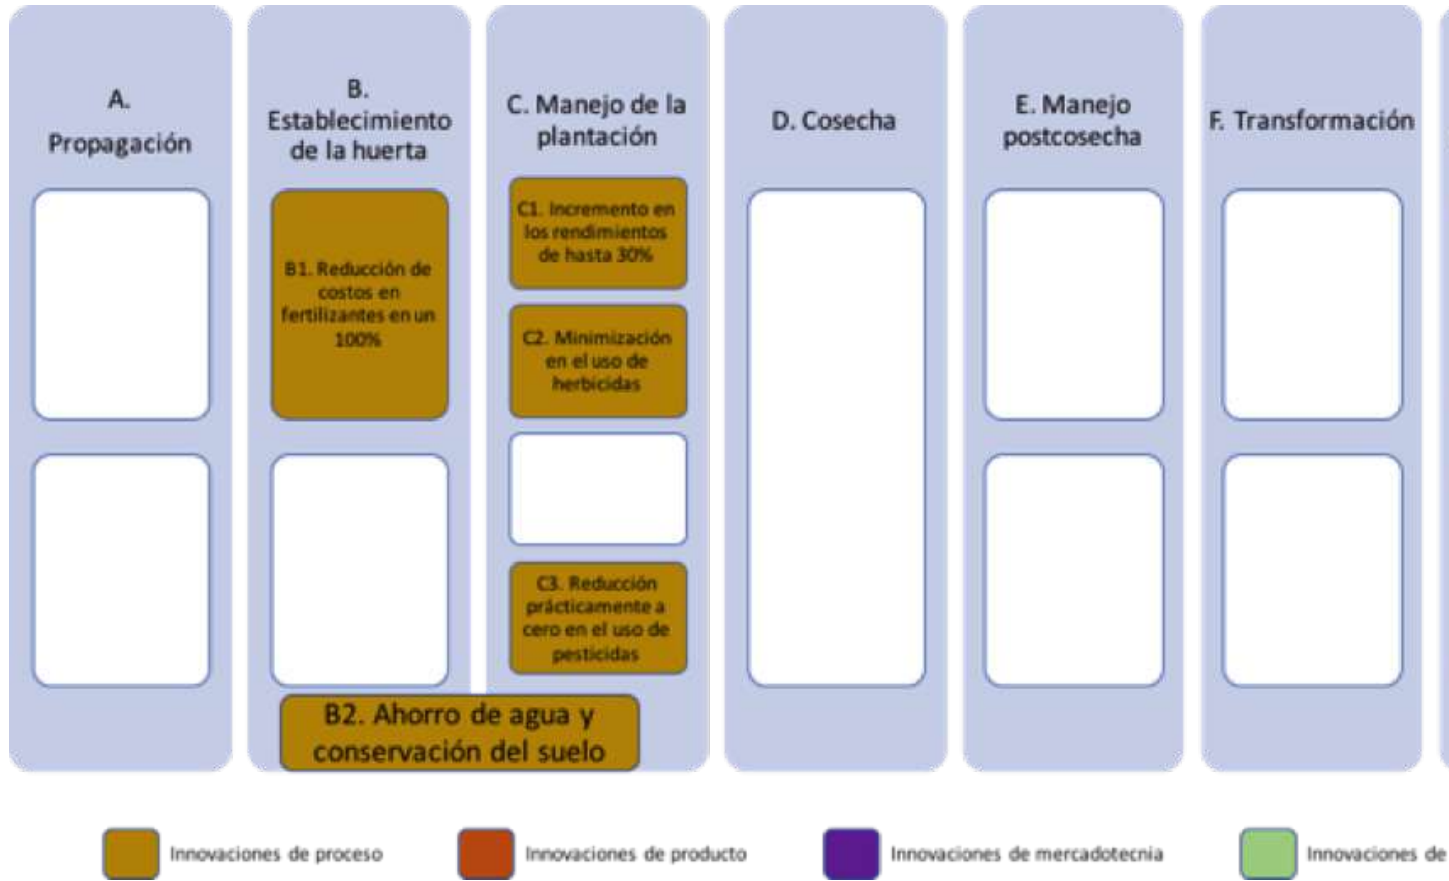 A.
Propagación
B.
Establecimiento
de la huerta
B1. Reducción de
costos en
fertilizantes en un
100%
C. Manejo de la
plantación
C1. Incremento en
los rendimientos
de hasta 30%
C2. Minimización
en el uso de
herbicidas
C3. Reducción
prácticamente a
cero en el uso de
pesticidas
B2. Ahorro de agua y
conservación del suelo
D. Cosecha
E. Manejo
postcosecha
F. Transformación
Innovaciones de proceso
Innovaciones de producto
Innovaciones de mercadotecnia
Innovaciones de